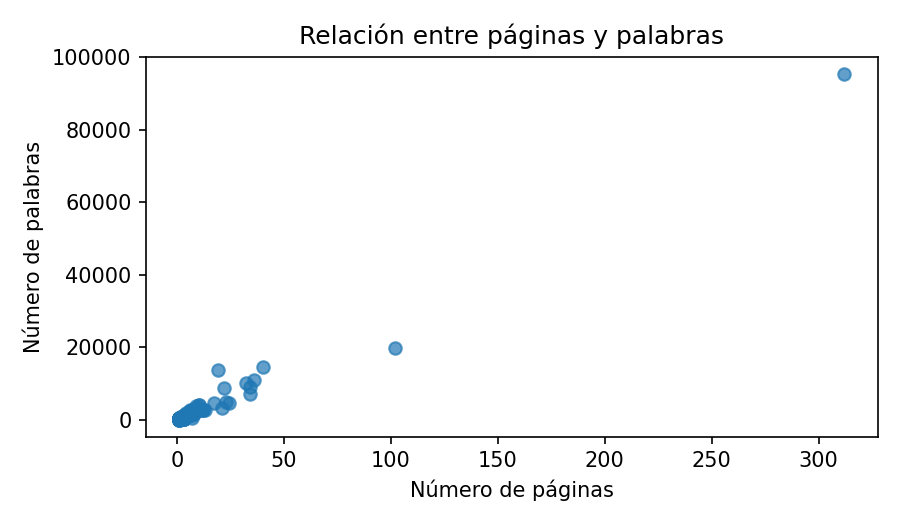 Relación entre páginas y palabras
100000
80000
60000
40000
20000
0
Número de palabras
0 50 100 150 200 250 300
Número de páginas